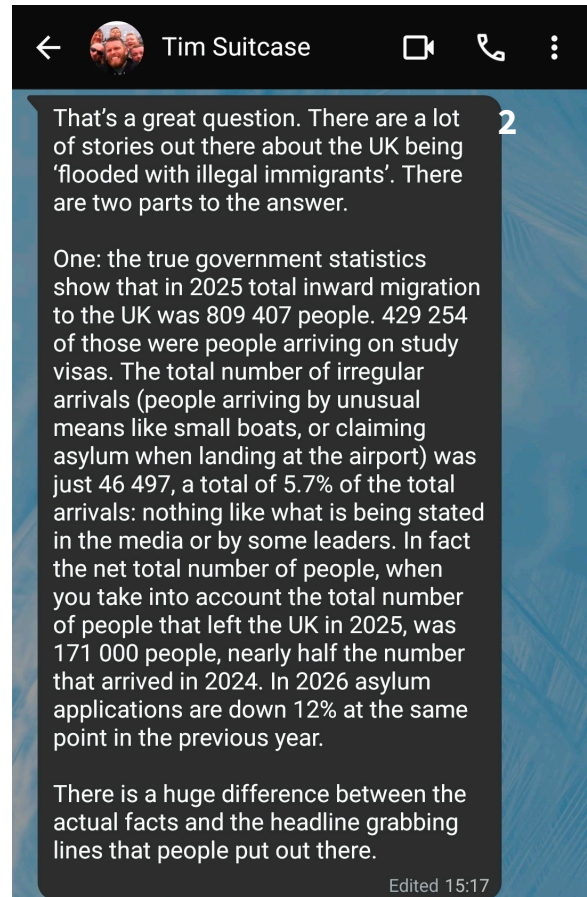 Tim Suitcase
That’s a great question. There are a lot
of stories out there about the UK being
‘flooded with illegal immigrants’. There
are two parts to the answer.
One: the true government statistics
show that in 2025 total inward migration
to the UK was 809 407 people. 429 254
of those were people arriving on study
visas. The total number of irregular
arrivals (people arriving by unusual
means like small boats, or claiming
asylum when landing at the airport) was
just 46 497, a total of 5.7% of the total
arrivals: nothing like what is being stated
in the media or by some leaders. In fact
the net total number of people, when
you take into account the total number
of people that left the UK in 2025, was
171 000 people, nearly half the number
that arrived in 2024. In 2026 asylum
applications are down 12% at the same
point in the previous year.
There is a huge difference between the
actual facts and the headline grabbing
lines that people put out there.
Edited 15:17
2